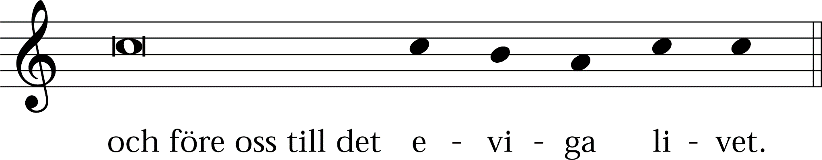 och före oss till det e - vi - ga li - vet.